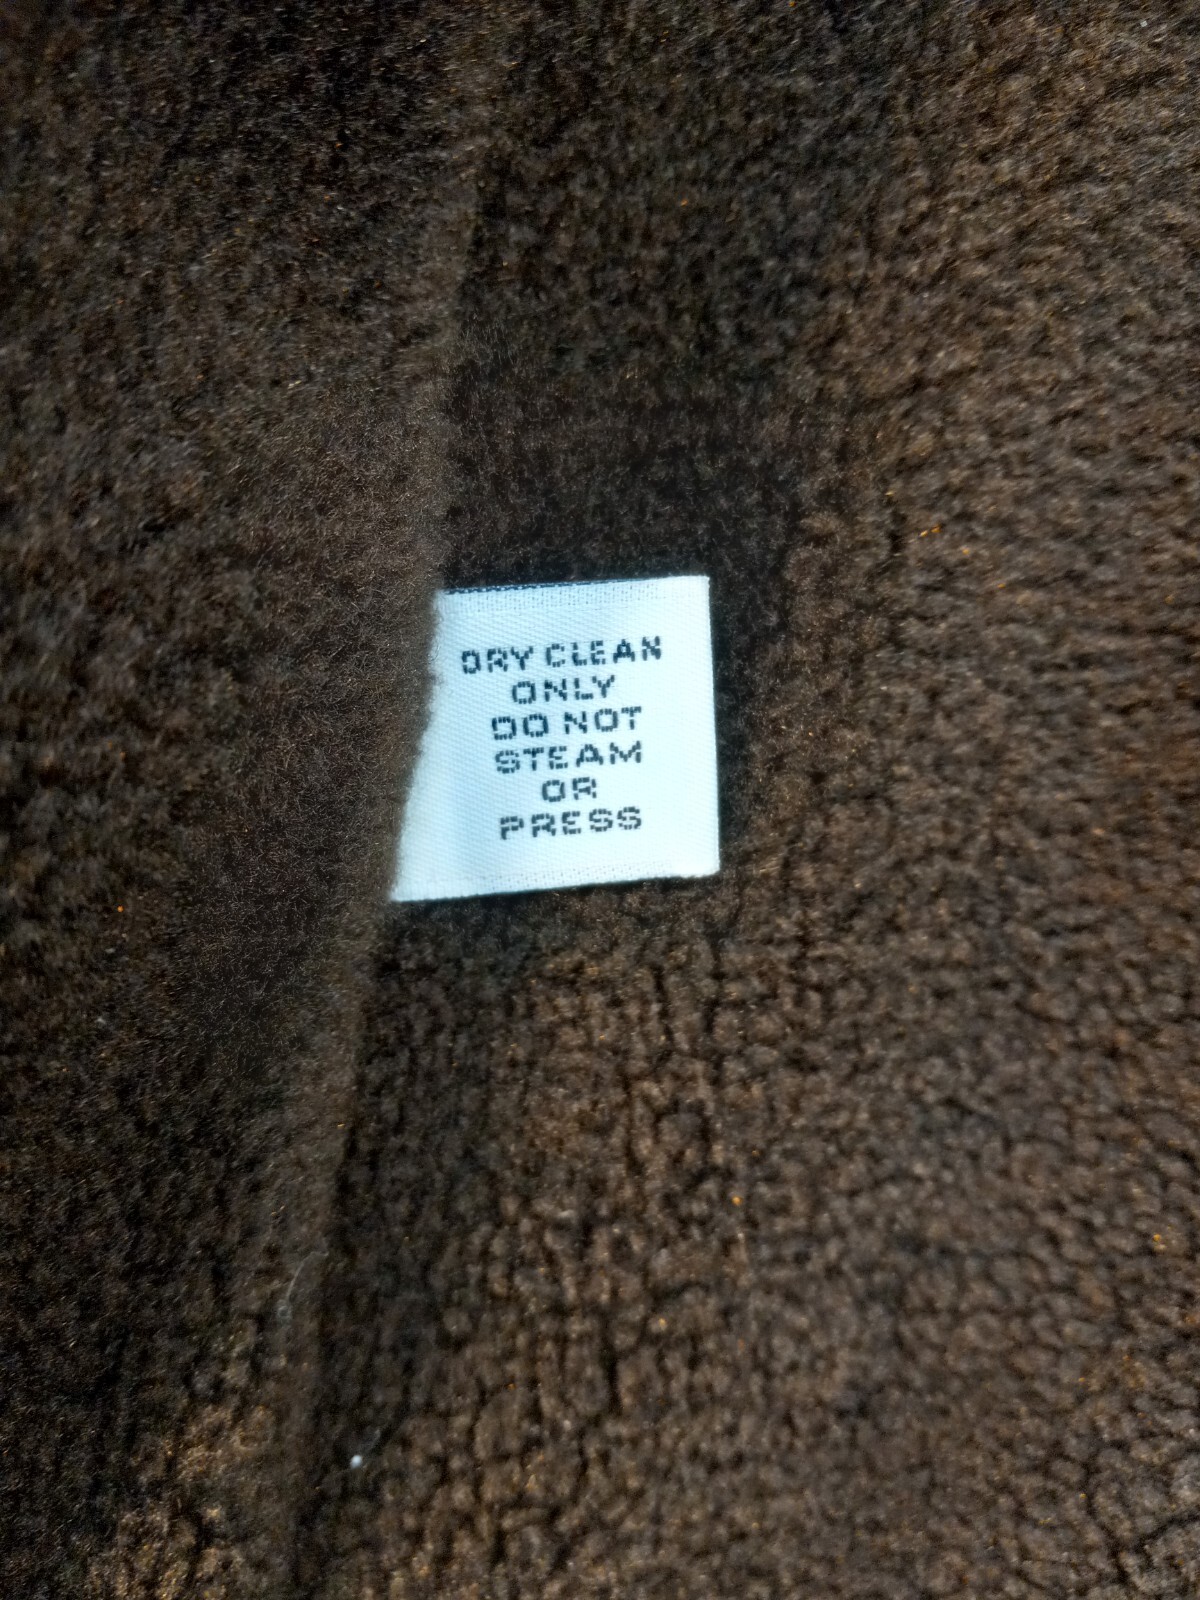 DRY CLEAN
ONLY
DO NOT
STEAM
OR
PRESS